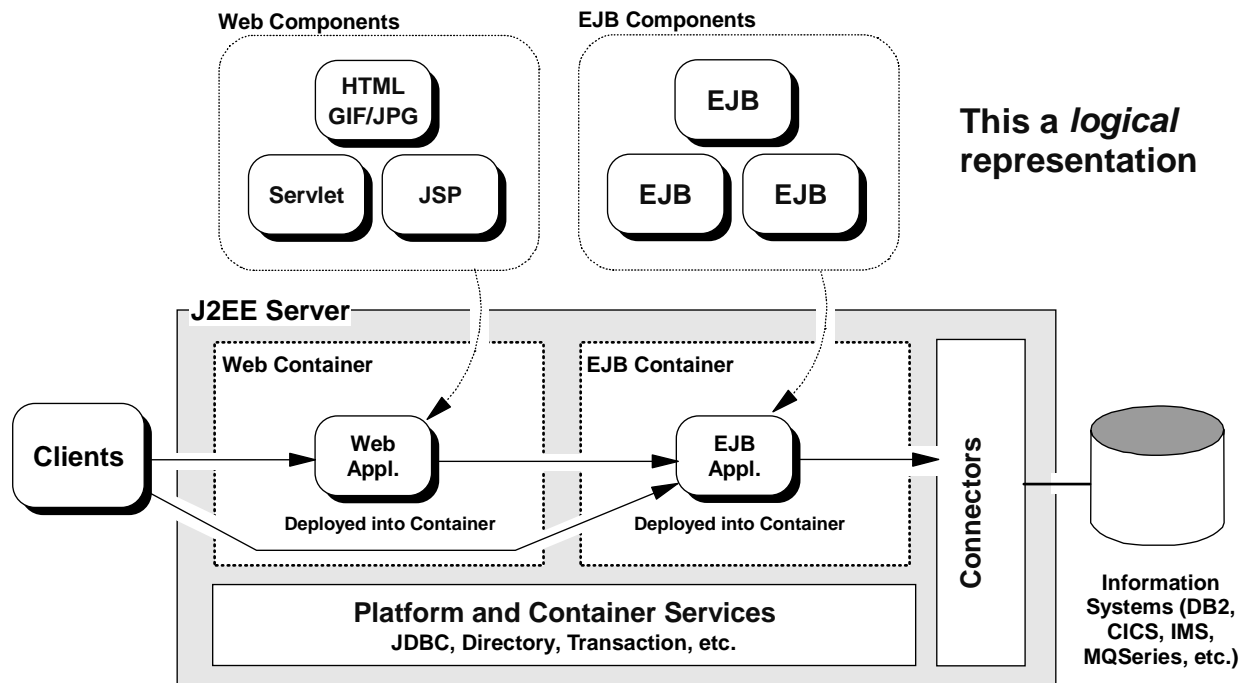 Web Components
EJB Components
HTML
GIF/JPG
Servlet
JSP
EJB
EJB
EJB
This a logical
representation
J2EE Server
Web Container
EJB Container
Clients
Web
Appl.
EJB
Appl.
Deployed into Container
Deployed into Container
Connectors
Platform and Container Services
JDBC, Directory, Transaction, etc.
Information
Systems (DB2,
CICS, IMS,
MQSeries, etc.)